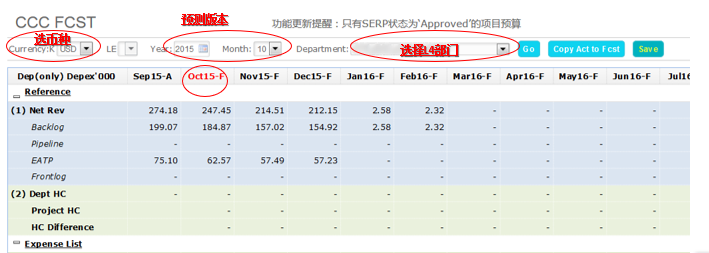 CCC FCST
预测版本
功能更新提醒：只有SERP状态为'Approved'的项目预算
选币种
Currency:K USD LE Year: 2015 Month: 10 Department: 选择L4部门 Go Copy Act to Fcst Save
Dep(only) Depex'000 Sep15-A Oct15-F Nov15-F Dec15-F Jan16-F Feb16-F Mar16-F Apr16-F May16-F Jun16-F Jul16
Reference
(1) Net Rev 274.18 247.45 214.51 212.15 2.58 2.32 - - - -
Backlog 199.07 184.87 157.02 154.92 2.58 2.32 - - - -
Pipeline - - - - - - - - - -
EATP 75.10 62.57 57.49 57.23 - - - - - -
Frontlog - - - - - - - - - -
(2) Dept HC - - - - - - - - - -
Project HC - - - - - - - - -
HC Difference - - - - - - - - -
Expense List